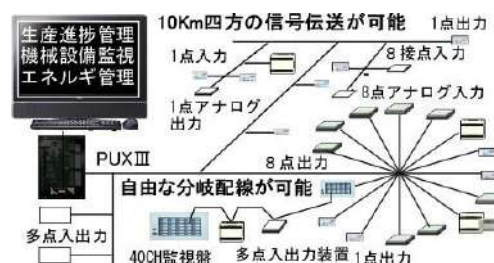 生産進捗管理
機械設備監視
エネルギ管理
10Km四方の信号伝送が可能
1点出力
1点入力
8接点入力
1点アナログ
出力
8点アナログ入力
PUXⅢ
8点出力
自由な分岐配線が可能
多点入出力
40CH監視盤
多点入出力装置
1点出力